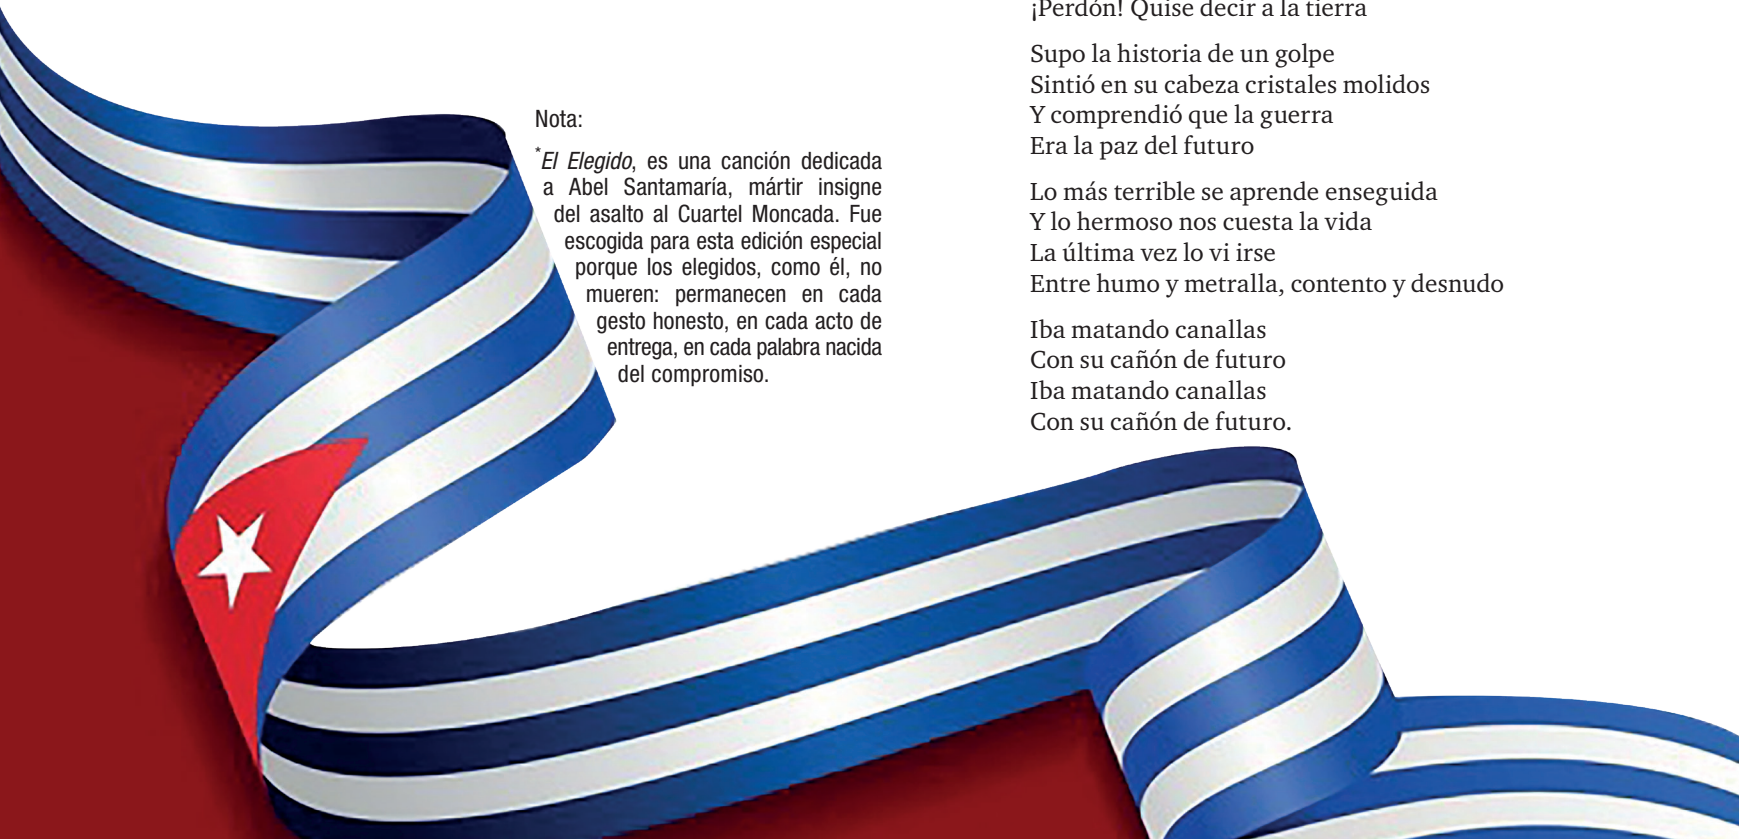 Nota:
*El Elegido, es una canción dedicada
a Abel Santamaría, mártir insigne
del asalto al Cuartel Moncada. Fue
escogida para esta edición especial
porque los elegidos, como él, no
mueren: permanecen en cada
gesto honesto, en cada acto de
entrega, en cada palabra nacida
del compromiso.
¡Perdón! Quise decir a la tierra
Supo la historia de un golpe
Sintió en su cabeza cristales molidos
Y comprendió que la guerra
Era la paz del futuro
Lo más terrible se aprende enseguida
Y lo hermoso nos cuesta la vida
La última vez lo vi irse
Entre humo y metralla, contento y desnudo
Iba matando canallas
Con su cañón de futuro
Iba matando canallas
Con su cañón de futuro.